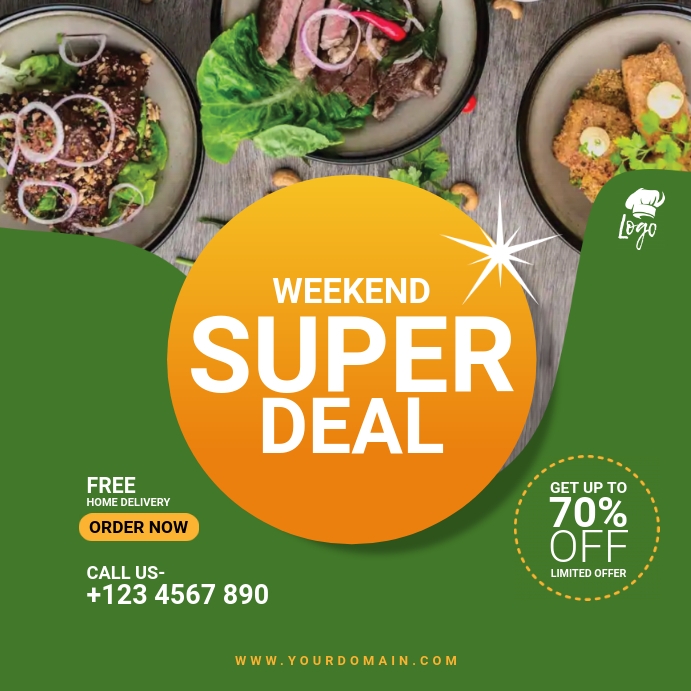 Logo
WEEKEND
SUPER
DEAL
FREE
HOME DELIVERY
ORDER NOW
CALL US-
+123 4567 890
GET UP TO
70%
OFF
LIMITED OFFER
WWW.YOURDOMAIN.COM